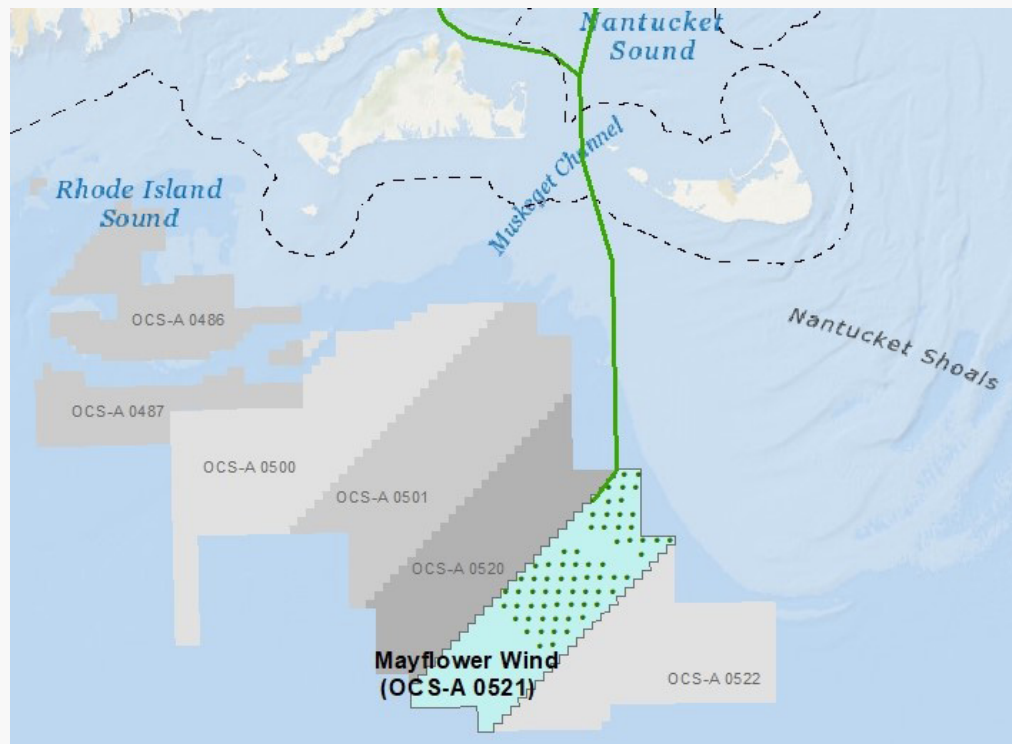 Nantucket
Sound
Muskeget Channel
Rhode Island
Sound
Nantucket Shoals
OCS-A 0486
OCS-A 0487
OCS-A 0500
OCS-A 0501
OCS-A 0520
Mayflower Wind
(OCS-A 0521)
OCS-A 0522